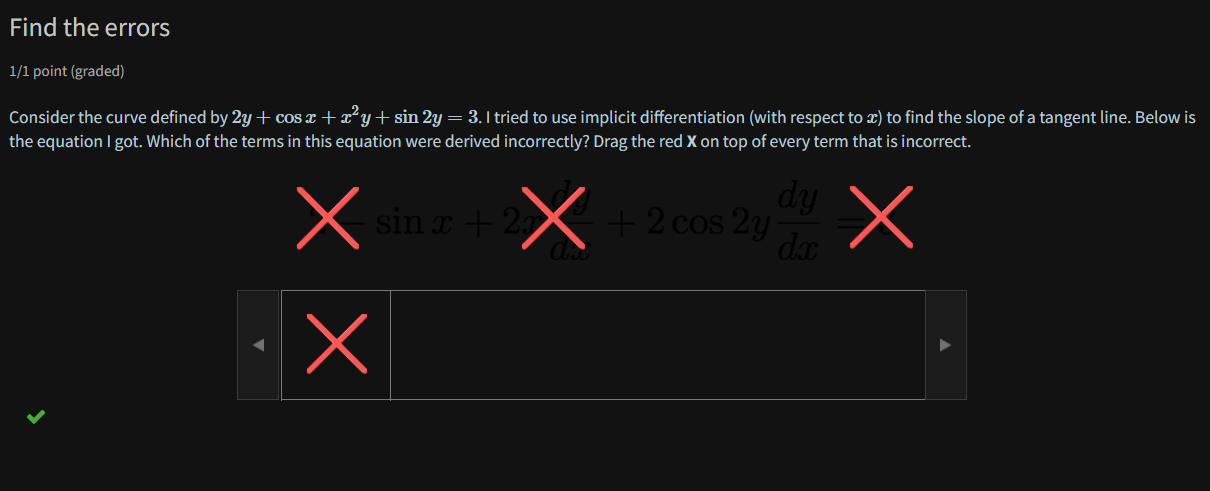 Find the errors
1/1 point (graded)
Consider the curve defined by 2y + cos x + x²y + sin 2y = 3. I tried to use implicit differentiation (with respect to x) to find the slope of a tangent line. Below is
the equation I got. Which of the terms in this equation were derived incorrectly? Drag the red X on top of every term that is incorrect.
− sin x + 2x dy/dx + 2 cos 2y dy/dx =